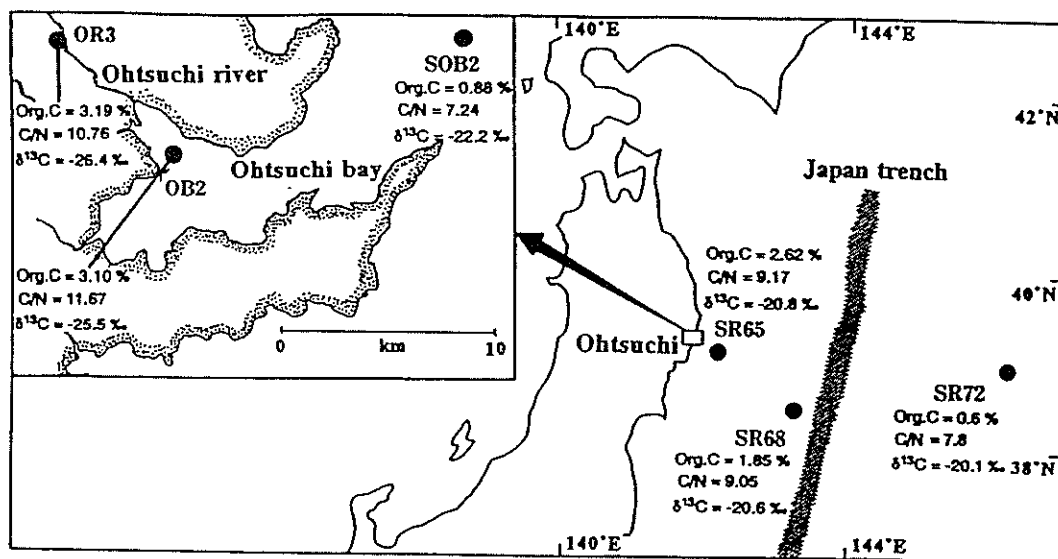 OR3
Ohtsuchi river
Org.C = 3.19 %
C/N = 10.76
δ¹³C = -26.4 ‰
OB2
SOB2
Org.C = 0.88 %
C/N = 7.24
δ¹³C = -22.2 ‰
Ohtsuchi bay
Org.C = 3.10 %
C/N = 11.67
δ¹³C = -25.5 ‰
0 km 10
140°E
144°E
42°N
Japan trench
Org.C = 2.62 %
C/N = 9.17
δ¹³C = -20.8 ‰
40°N
SR65
Ohtsuchi
SR72
Org.C = 0.6 %
C/N = 7.8
δ¹³C = -20.1 ‰
38°N
SR68
Org.C = 1.85 %
C/N = 9.05
δ¹³C = -20.6 ‰
140°E
144°E